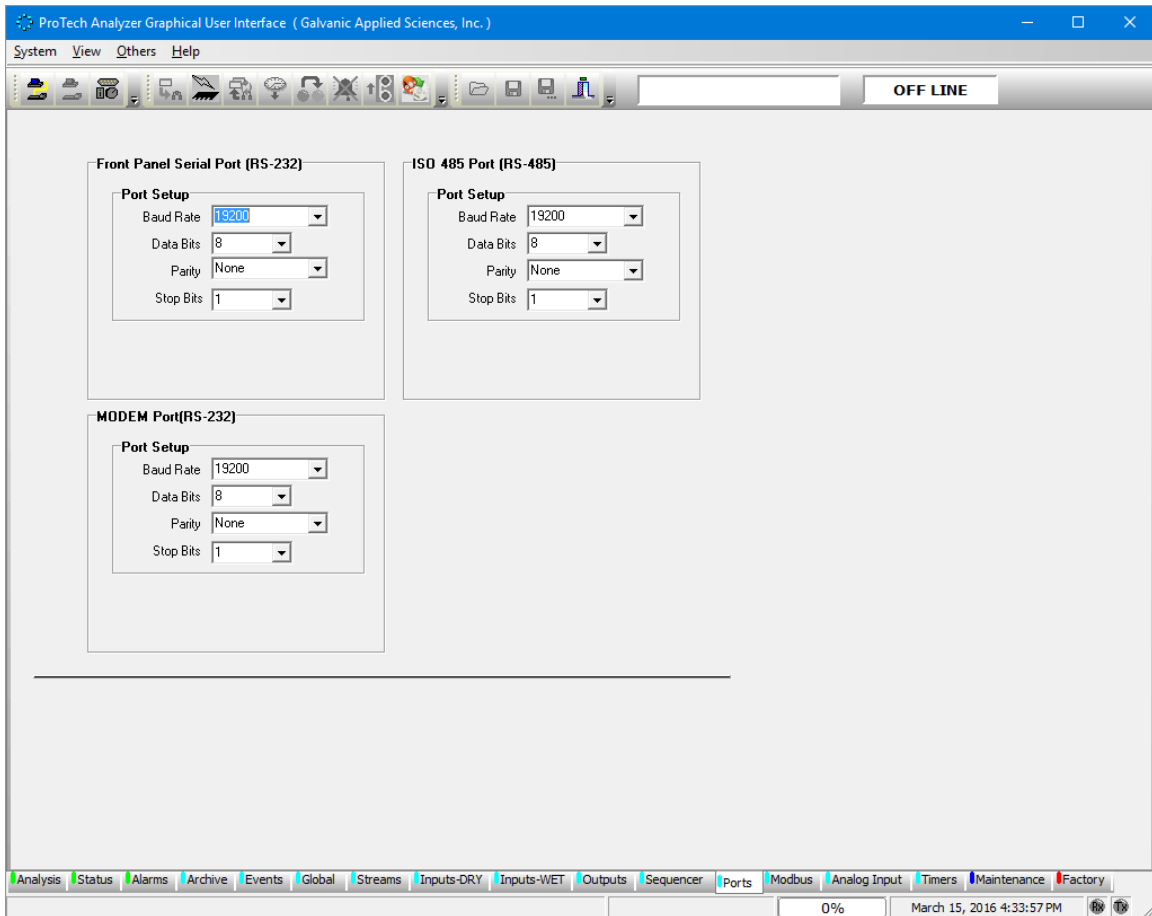 ProTech Analyzer Graphical User Interface ( Galvanic Applied Sciences, Inc. )
System View Others Help
OFF LINE
Front Panel Serial Port (RS-232)
Port Setup
Baud Rate 19200
Data Bits 8
Parity None
Stop Bits 1
ISO 485 Port (RS-485)
Port Setup
Baud Rate 19200
Data Bits 8
Parity None
Stop Bits 1
MODEM Port(RS-232)
Port Setup
Baud Rate 19200
Data Bits 8
Parity None
Stop Bits 1
Analysis Status Alarms Archive Events Global Streams Inputs-DRY Inputs-WET Outputs Sequencer Ports Modbus Analog Input Timers Maintenance Factory
0% March 15, 2016 4:33:57 PM Rx Tx